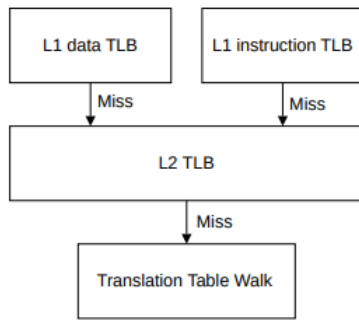 L1 data TLB
L1 instruction TLB
Miss
Miss
L2 TLB
Miss
Translation Table Walk